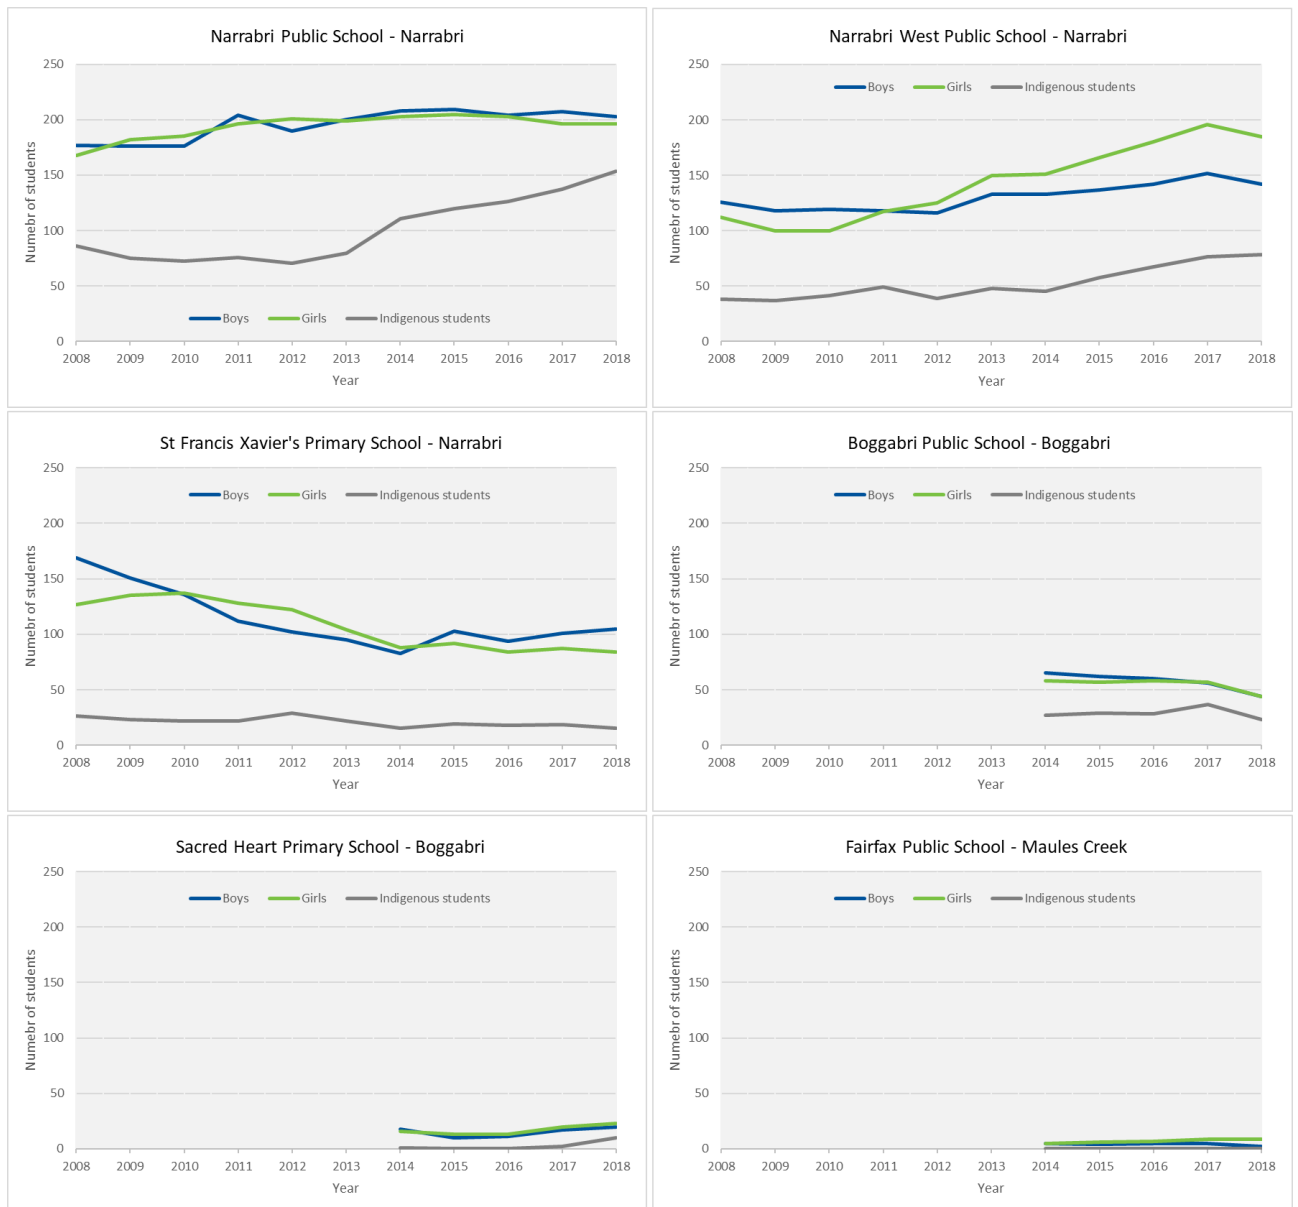 Narrabri Public School - Narrabri
250
200
150
100
50
0
Numebr of students
Boys Girls Indigenous students
2008 2009 2010 2011 2012 2013 2014 2015 2016 2017 2018
Year
Narrabri West Public School - Narrabri
250
200
150
100
50
0
Numebr of students
Boys Girls Indigenous students
2008 2009 2010 2011 2012 2013 2014 2015 2016 2017 2018
Year
St Francis Xavier's Primary School - Narrabri
250
200
150
100
50
0
Numebr of students
Boys Girls Indigenous students
2008 2009 2010 2011 2012 2013 2014 2015 2016 2017 2018
Year
Boggabri Public School - Boggabri
250
200
150
100
50
0
Numebr of students
Boys Girls Indigenous students
2008 2009 2010 2011 2012 2013 2014 2015 2016 2017 2018
Year
Sacred Heart Primary School - Boggabri
250
200
150
100
50
0
Numebr of students
Boys Girls Indigenous students
2008 2009 2010 2011 2012 2013 2014 2015 2016 2017 2018
Year
Fairfax Public School - Maules Creek
250
200
150
100
50
0
Numebr of students
Boys Girls Indigenous students
2008 2009 2010 2011 2012 2013 2014 2015 2016 2017 2018
Year